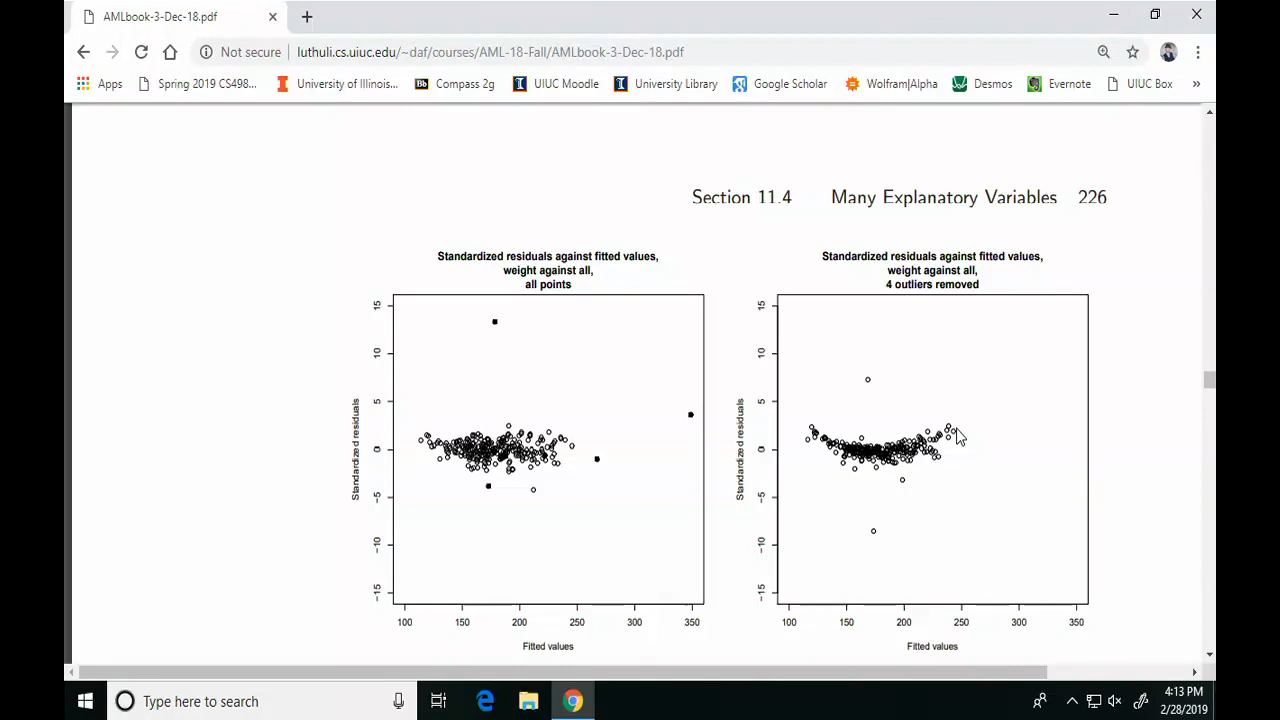 AMLbook-3-Dec-18.pdf
Not secure luthuli.cs.uiuc.edu/~daf/courses/AML-18-Fall/AMLbook-3-Dec-18.pdf
Apps Spring 2019 CS498... University of Illinois... Bb Compass 2g UIUC Moodle University Library Google Scholar Wolfram|Alpha Desmos Evernote UIUC Box »
Section 11.4 Many Explanatory Variables 226
Standardized residuals against fitted values,
weight against all,
all points
Standardized residuals
15
10
5
0
−5
−10
−15
100 150 200 250 300 350
Fitted values
Standardized residuals against fitted values,
weight against all,
4 outliers removed
Standardized residuals
15
10
5
0
−5
−10
−15
100 150 200 250 300 350
Fitted values
Type here to search
4:13 PM
2/28/2019